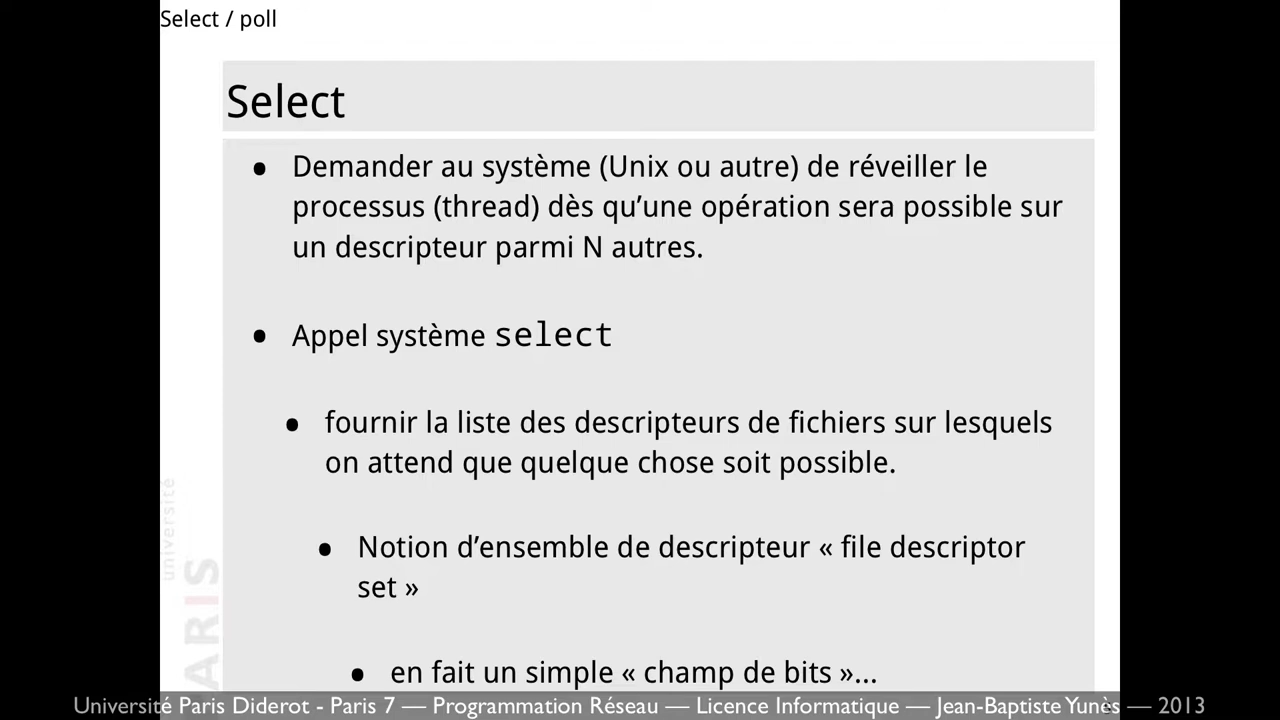 Select / poll
Select
• Demander au système (Unix ou autre) de réveiller le
processus (thread) dès qu’une opération sera possible sur
un descripteur parmi N autres.
• Appel système select
• fournir la liste des descripteurs de fichiers sur lesquels
on attend que quelque chose soit possible.
• Notion d’ensemble de descripteur « file descriptor
set »
• en fait un simple « champ de bits »...
université
PARIS
Université Paris Diderot - Paris 7 — Programmation Réseau — Licence Informatique — Jean-Baptiste Yunès — 2013